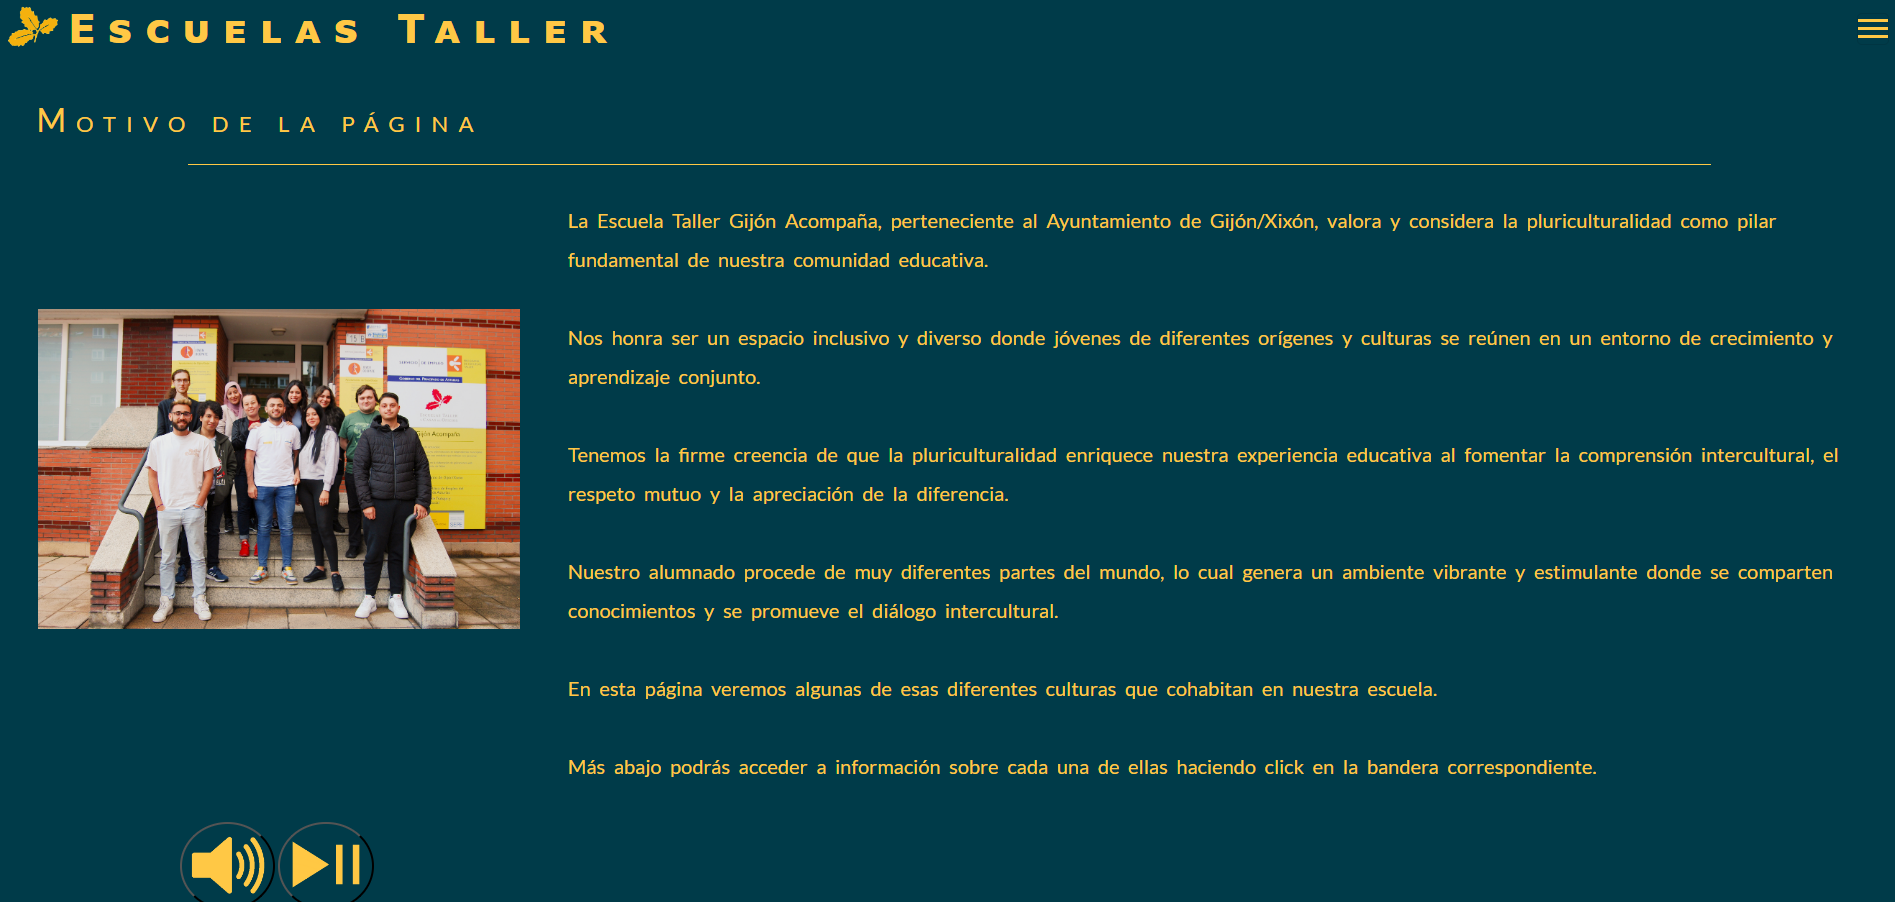 Escuelas Taller
Motivo de la página
La Escuela Taller Gijón Acompaña, perteneciente al Ayuntamiento de Gijón/Xixón, valora y considera la pluriculturalidad como pilar
fundamental de nuestra comunidad educativa.
Nos honra ser un espacio inclusivo y diverso donde jóvenes de diferentes orígenes y culturas se reúnen en un entorno de crecimiento y
aprendizaje conjunto.
Tenemos la firme creencia de que la pluriculturalidad enriquece nuestra experiencia educativa al fomentar la comprensión intercultural, el
respeto mutuo y la apreciación de la diferencia.
Nuestro alumnado procede de muy diferentes partes del mundo, lo cual genera un ambiente vibrante y estimulante donde se comparten
conocimientos y se promueve el diálogo intercultural.
En esta página veremos algunas de esas diferentes culturas que cohabitan en nuestra escuela.
Más abajo podrás acceder a información sobre cada una de ellas haciendo click en la bandera correspondiente.
15 B
Gijón Acompaña